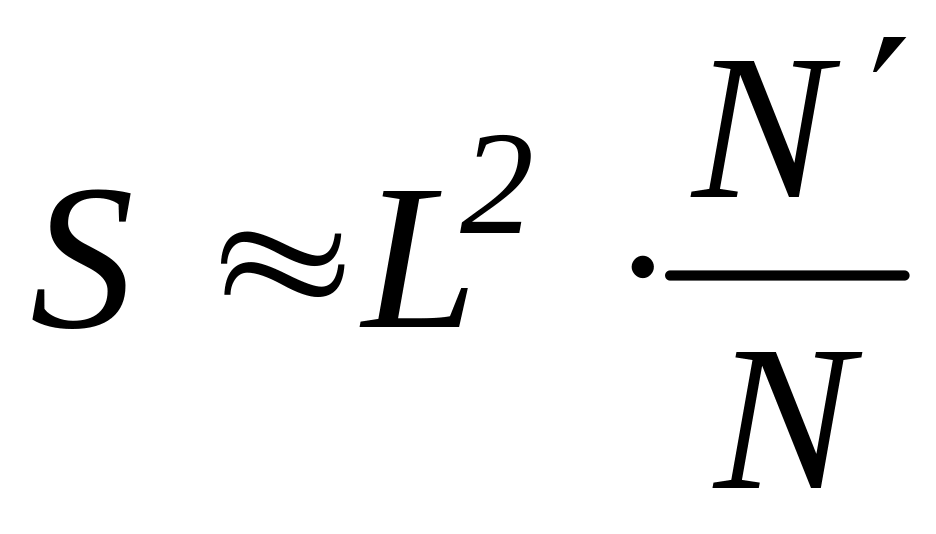 S ≈ L² · N′/N